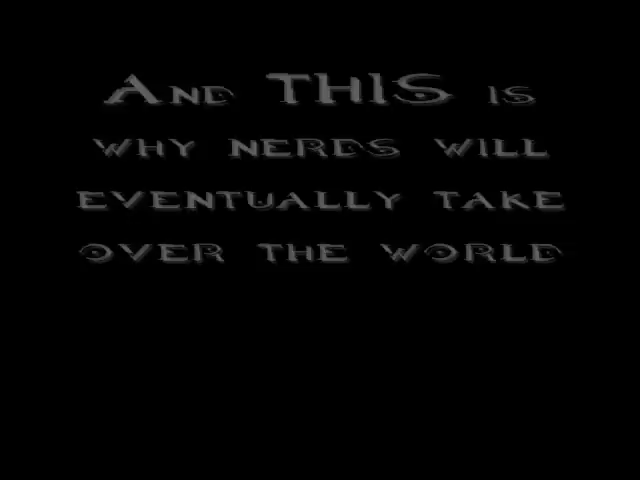 And THIS is
why nerds will
eventually take
over the world